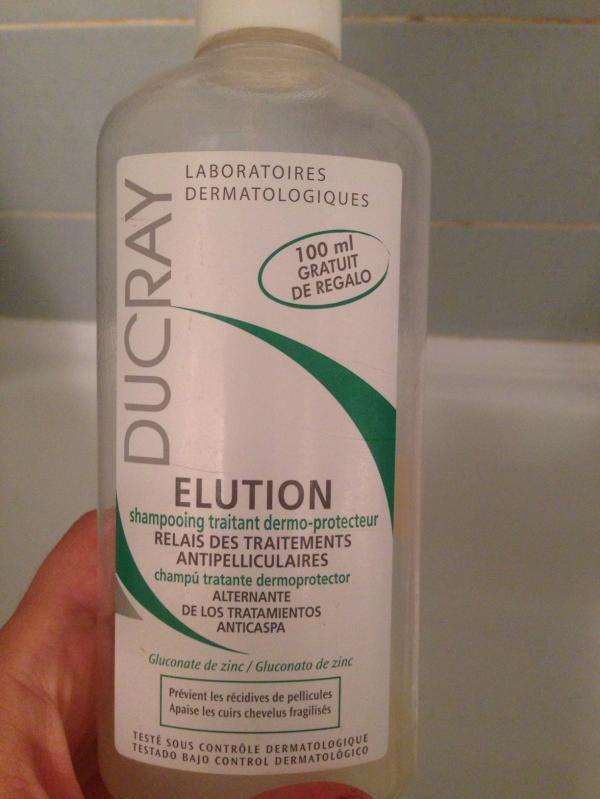 LABORATOIRES
DERMATOLOGIQUES
DUCRAY
100 ml
GRATUIT
DE REGALO
ELUTION
shampooing traitant dermo-protecteur
RELAIS DES TRAITEMENTS
ANTIPELLICULAIRES
champú tratante dermoprotector
ALTERNANTE
DE LOS TRATAMIENTOS
ANTICASPA
Gluconate de zinc / Gluconato de zinc
Prévient les récidives de pellicules
Apaise les cuirs chevelus fragilisés
TESTÉ SOUS CONTRÔLE DERMATOLOGIQUE
TESTADO BAJO CONTROL DERMATOLÓGICO